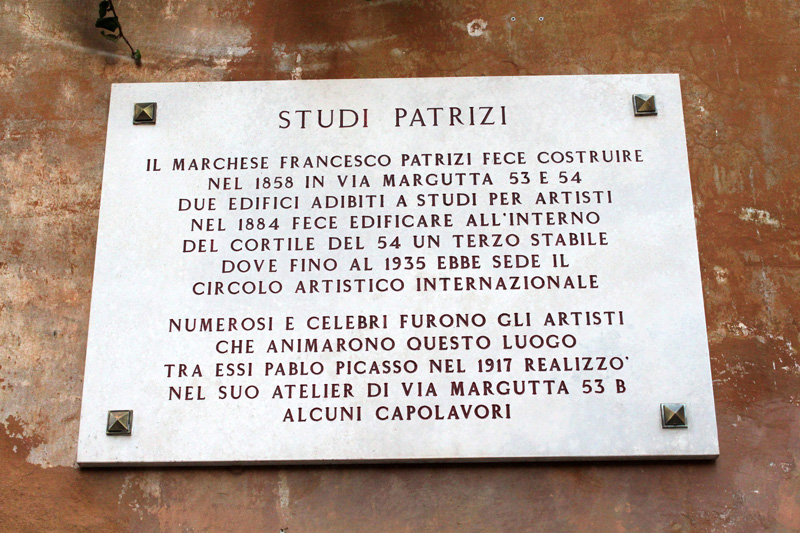 STUDI PATRIZI
IL MARCHESE FRANCESCO PATRIZI FECE COSTRUIRE
NEL 1858 IN VIA MARGUTTA 53 E 54
DUE EDIFICI ADIBITI A STUDI PER ARTISTI
NEL 1884 FECE EDIFICARE ALL'INTERNO
DEL CORTILE DEL 54 UN TERZO STABILE
DOVE FINO AL 1935 EBBE SEDE IL
CIRCOLO ARTISTICO INTERNAZIONALE
NUMEROSI E CELEBRI FURONO GLI ARTISTI
CHE ANIMARONO QUESTO LUOGO
TRA ESSI PABLO PICASSO NEL 1917 REALIZZO'
NEL SUO ATELIER DI VIA MARGUTTA 53 B
ALCUNI CAPOLAVORI